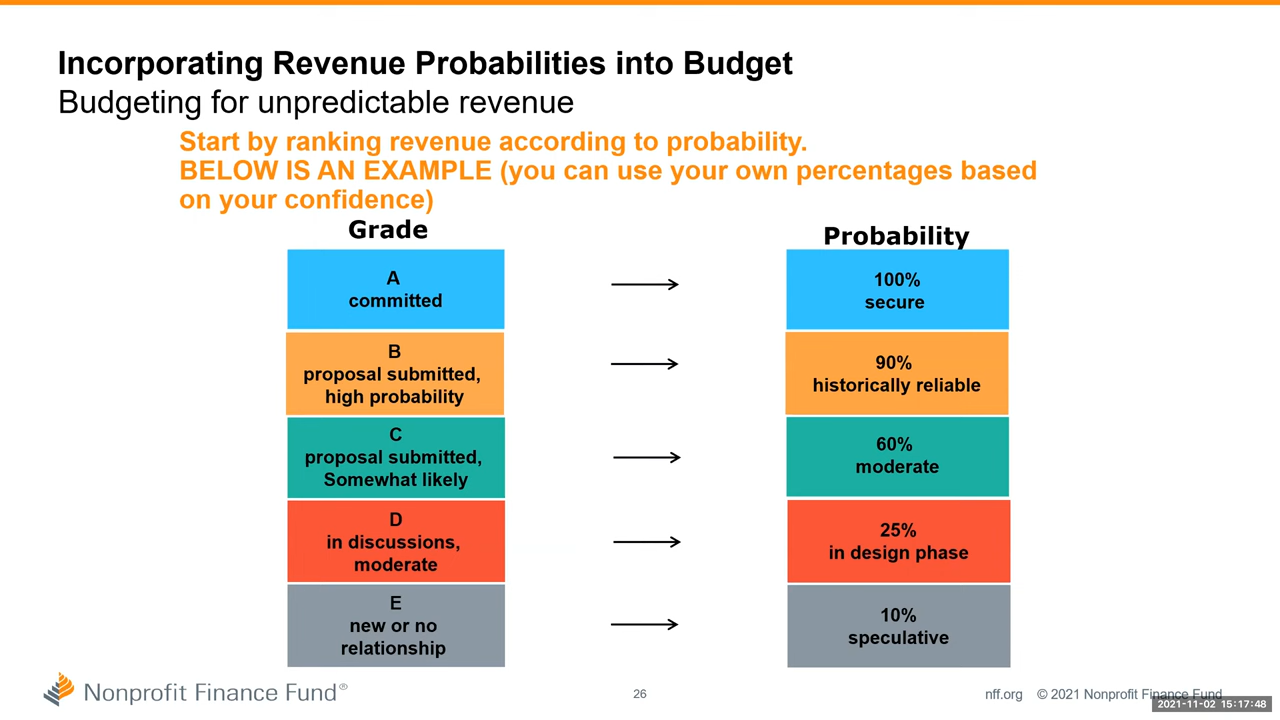 Incorporating Revenue Probabilities into Budget
Budgeting for unpredictable revenue
Start by ranking revenue according to probability.
BELOW IS AN EXAMPLE (you can use your own percentages based
on your confidence)
Grade
Probability
A
committed
100%
secure
B
proposal submitted,
high probability
90%
historically reliable
C
proposal submitted,
Somewhat likely
60%
moderate
D
in discussions,
moderate
25%
in design phase
E
new or no
relationship
10%
speculative
Nonprofit Finance Fund®
26
nff.org © 2021 Nonprofit Finance Fund
2021-11-02 15:17:48